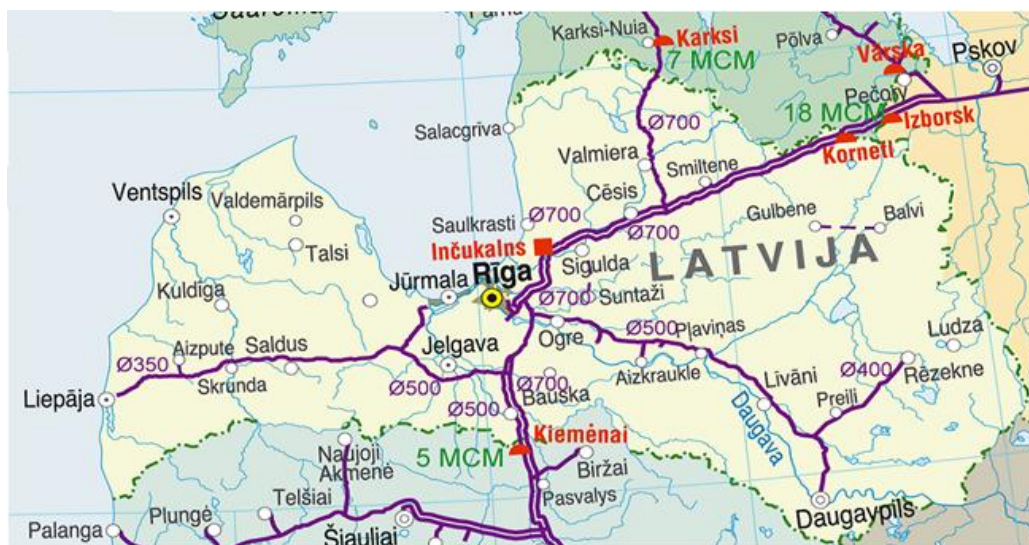 Karksi-Nuia
Karksi
7 MCM
Põlva
Värska
Pskov
Pečory
18 MCM
Izborsk
Kornetl
Salacgrīva
Ø700
Valmiera
Smiltene
Cēsis
Ventspils
Valdemārpils
Talsi
Saulkrasti
Ø700
Ø700
Gulbene
Balvi
Inčukalns
Sigulda
LATVIJA
Kuldīga
Jūrmala
Rīga
Ø700
Suntaži
Ogre
Ø500
Pļaviņas
Ludza
Ø350
Aizpute
Saldus
Skrunda
Jelgava
Aizkraukle
Līvāni
Ø400
Rēzekne
Liepāja
Ø500
Ø700
Ø500
Bauska
Preili
Daugava
Kiemėnai
5 MCM
Naujoji
Akmenė
Biržai
Pasvalys
Telšiai
Palanga
Plungė
Šiauliai
Daugavpils